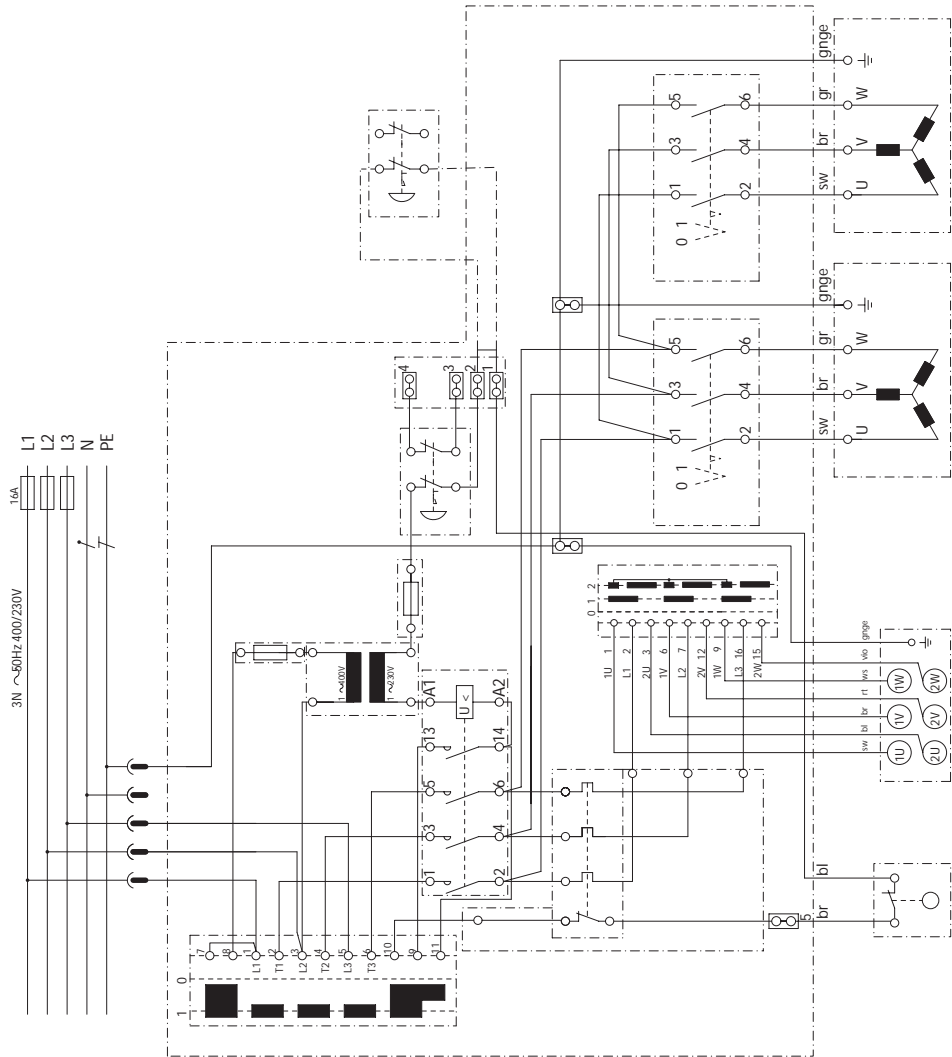 L1
L2
L3
N
PE
16A
3N ~50Hz 400/230V
gnge
gr
br
sw
W
V
U
5
6
3
4
1
2
0 1
gnge
gr
br
sw
W
V
U
5
6
3
4
1
2
0 1
4
3
2
1
1~400V
1~230V
A1
U <
A2
13
14
5
6
3
4
1
2
0 1 2
1U 1
L1 2
2U 3
1V 6
L2 7
2V 12
1W 9
L3 16
2W 15
gnge
vio
ws
rt
br
bl
sw
1W
2W
1V
2V
1U
2U
bl
br
5
7
8
1
L1
2
T1
3
L2
4
T2
5
L3
6
T3
10
9
11
0
1